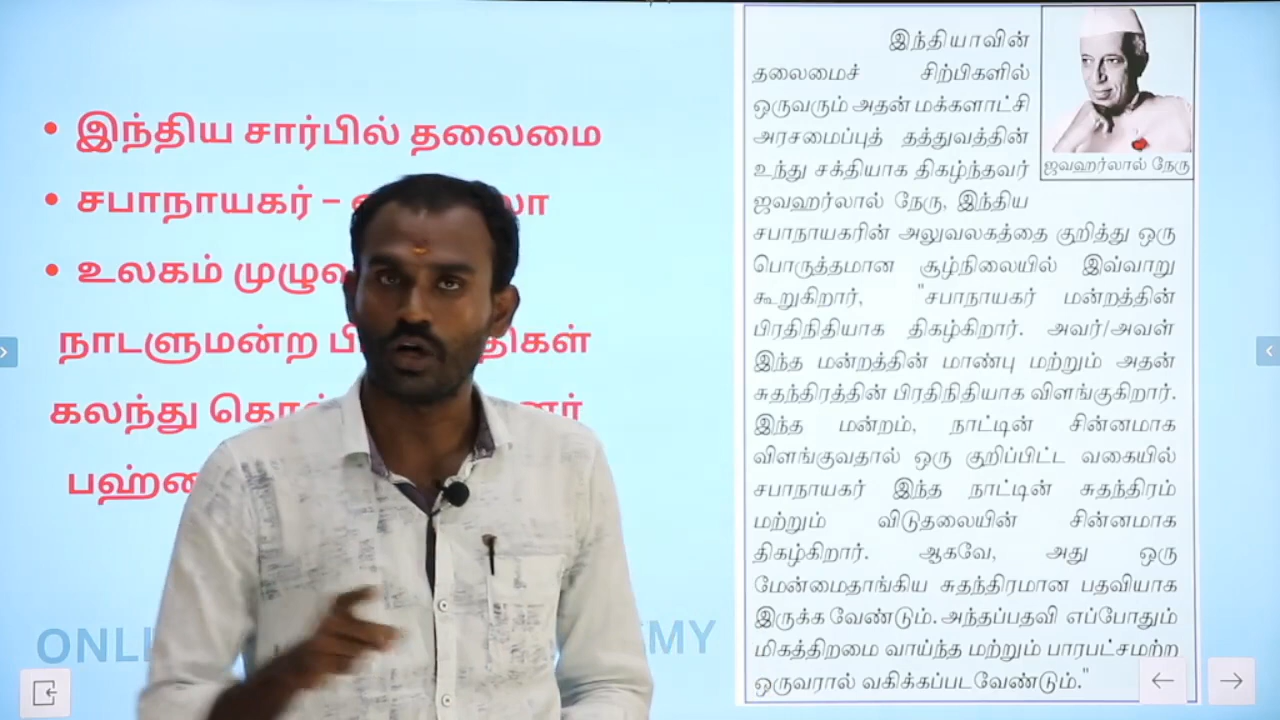 • இந்திய சார்பில் தலைமை
• சபாநாயகர் –
• உலகம்
நாடளுமன்ற
கலந்து
இந்தியாவின்
தலைமைச் சிற்பிகளில்
ஒருவரும் அதன் மக்களாட்சி
அரசமைப்புத் தத்துவத்தின்
உந்து சக்தியாக திகழ்ந்தவர்
ஜவஹர்லால் நேரு, இந்திய
ஜவஹர்லால் நேரு
சபாநாயகரின் அலுவலகத்தை குறித்து ஒரு
பொருத்தமான சூழ்நிலையில் இவ்வாறு
கூறுகிறார், "சபாநாயகர் மன்றத்தின்
பிரதிநிதியாக திகழ்கிறார். அவர்/அவள்
இந்த மன்றத்தின் மாண்பு மற்றும் அதன்
சுதந்திரத்தின் பிரதிநிதியாக விளங்குகிறார்.
இந்த மன்றம், நாட்டின் சின்னமாக
விளங்குவதால் ஒரு குறிப்பிட்ட வகையில்
சபாநாயகர் இந்த நாட்டின் சுதந்திரம்
மற்றும் விடுதலையின் சின்னமாக
திகழ்கிறார். ஆகவே, அது ஒரு
மேன்மைதாங்கிய சுதந்திரமான பதவியாக
இருக்க வேண்டும். அந்தப்பதவி எப்போதும்
மிகத்திறமை வாய்ந்த மற்றும் பாரபட்சமற்ற
ஒருவரால் வகிக்கப்பட வேண்டும்."